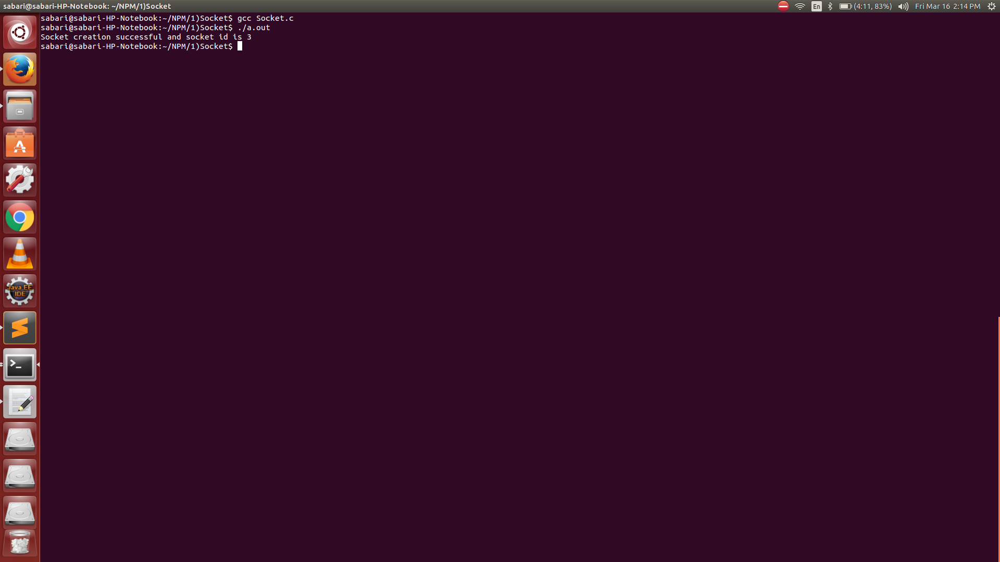 sabari@sabari-HP-Notebook: ~/NPM/1)Socket
En
(4:11, 83%)
Fri Mar 16 2:14 PM
sabari@sabari-HP-Notebook:~/NPM/1)Socket$ gcc Socket.c
sabari@sabari-HP-Notebook:~/NPM/1)Socket$ ./a.out
Socket creation successful and socket id is 3
sabari@sabari-HP-Notebook:~/NPM/1)Socket$
Java EE
IDE
>_